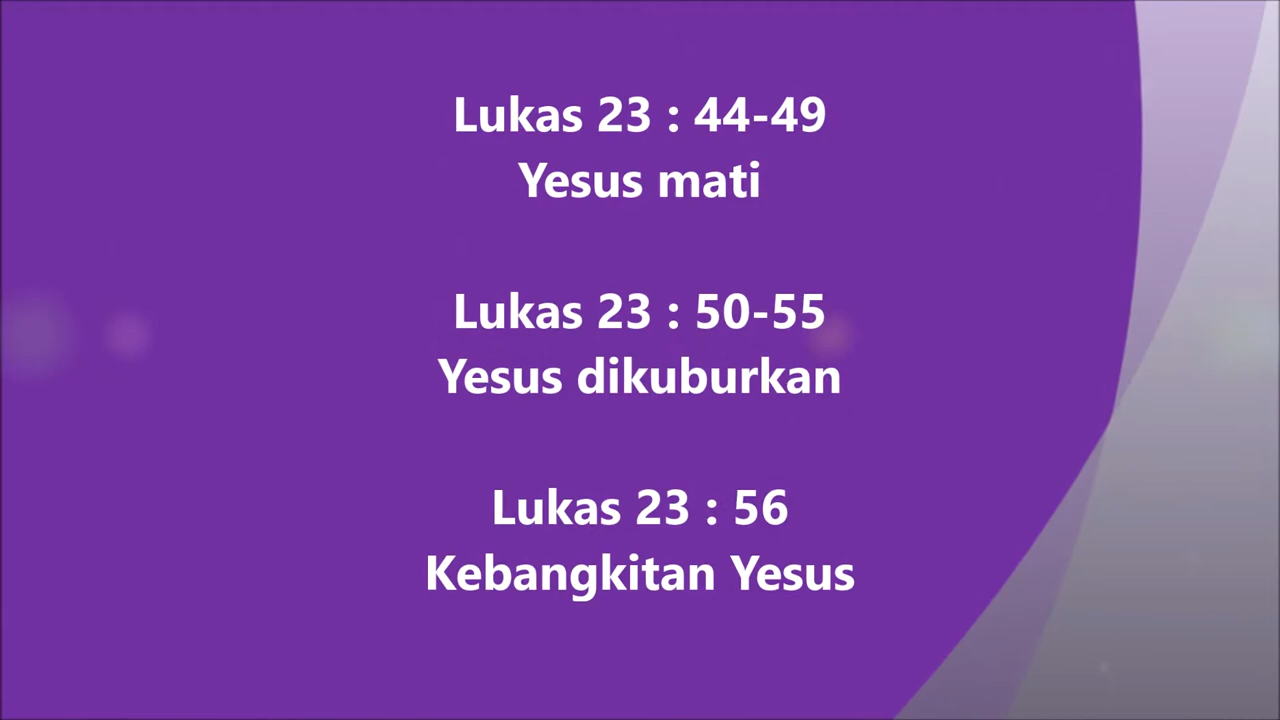 Lukas 23 : 44-49
Yesus mati
Lukas 23 : 50-55
Yesus dikuburkan
Lukas 23 : 56
Kebangkitan Yesus